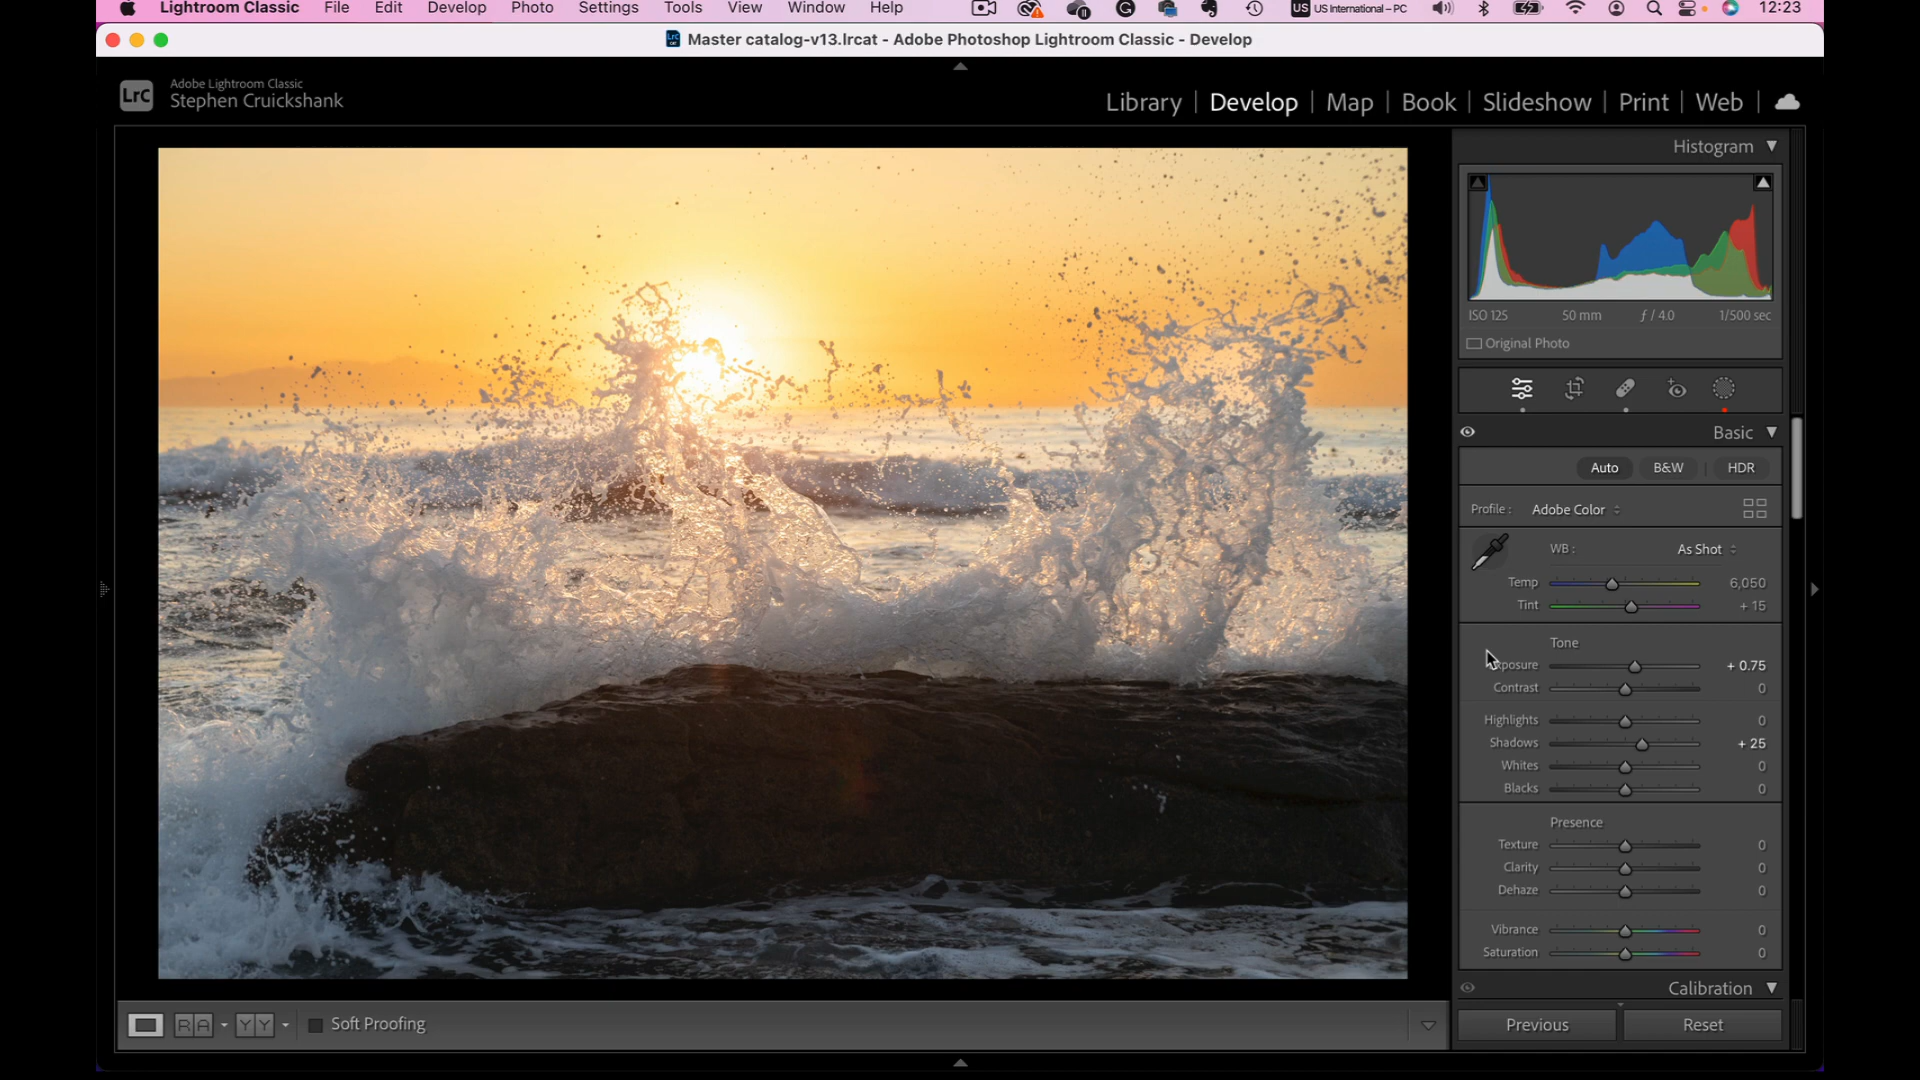 Lightroom Classic File Edit Develop Photo Settings Tools View Window Help US US International – PC 12:23
Master catalog-v13.lrcat - Adobe Photoshop Lightroom Classic - Develop
LrC
Adobe Lightroom Classic
Stephen Cruickshank
Library | Develop | Map | Book | Slideshow | Print | Web |
Histogram
ISO 125 50 mm ƒ / 4.0 1/500 sec
Original Photo
Basic
Auto B&W HDR
Profile : Adobe Color
WB : As Shot
Temp 6,050
Tint + 15
Tone
xposure + 0.75
Contrast 0
Highlights 0
Shadows + 25
Whites 0
Blacks 0
Presence
Texture 0
Clarity 0
Dehaze 0
Vibrance 0
Saturation 0
Calibration
R A Y Y Soft Proofing
Previous Reset